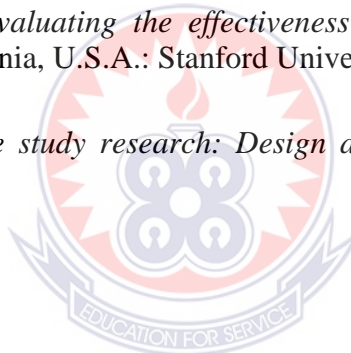 valuating the effectiveness
nia, U.S.A.: Stanford Unive
study research: Design
EDUCATION FOR SERVICE